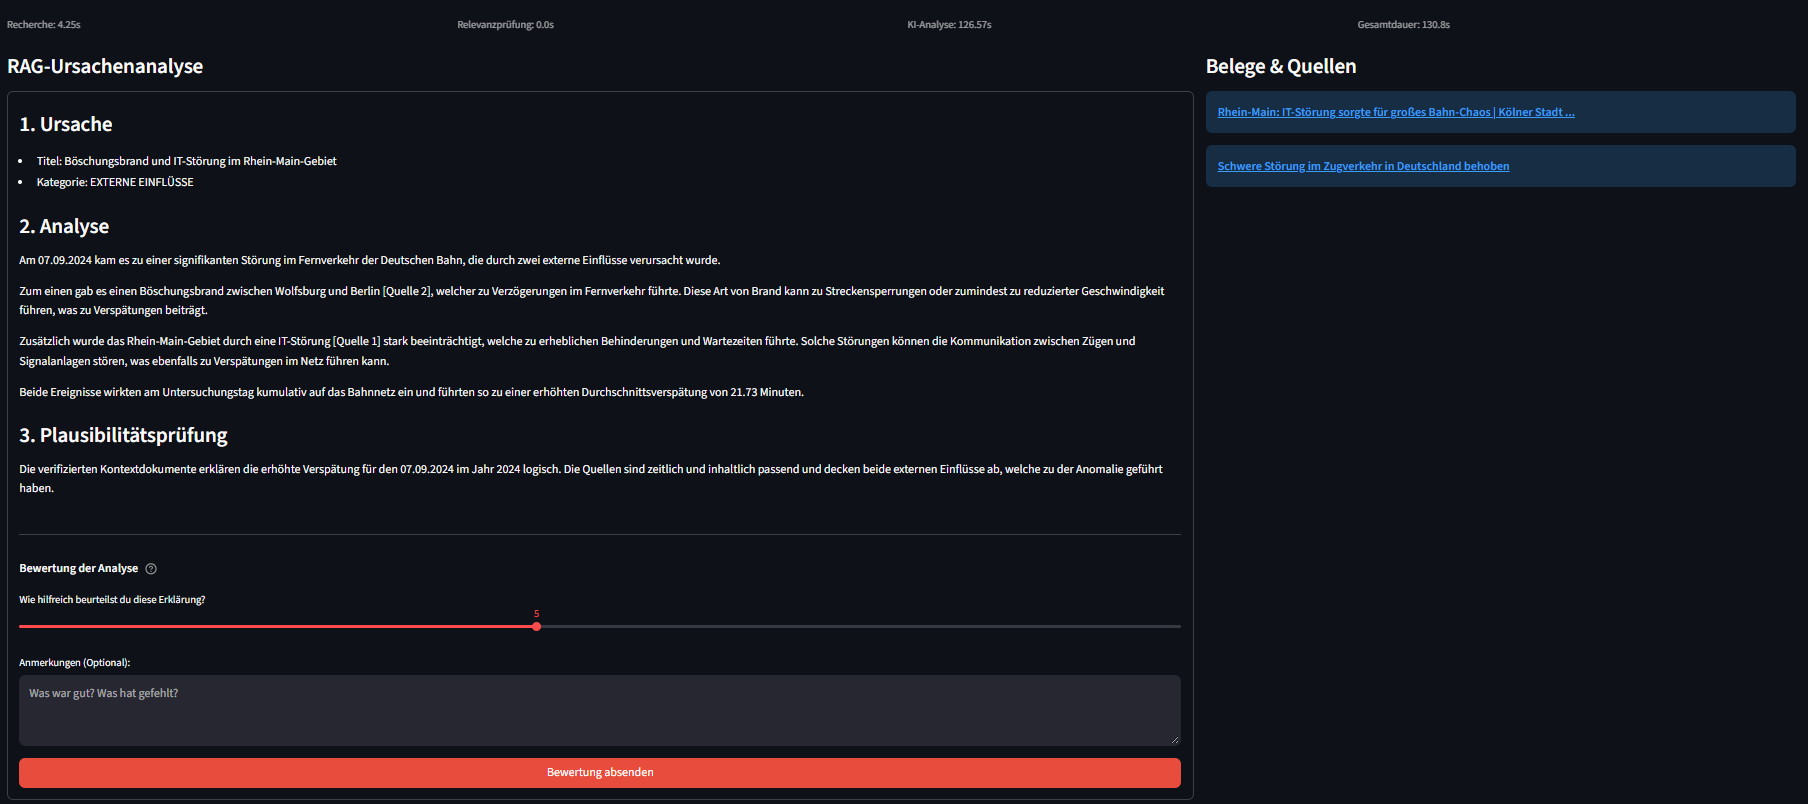 Recherche: 4.25s
Relevanzprüfung: 0.0s
KI-Analyse: 126.57s
Gesamtdauer: 130.8s
RAG-Ursachenanalyse
1. Ursache
• Titel: Böschungsbrand und IT-Störung im Rhein-Main-Gebiet
• Kategorie: EXTERNE EINFLÜSSE
2. Analyse
Am 07.09.2024 kam es zu einer signifikanten Störung im Fernverkehr der Deutschen Bahn, die durch zwei externe Einflüsse verursacht wurde.
Zum einen gab es einen Böschungsbrand zwischen Wolfsburg und Berlin [Quelle 2], welcher zu Verzögerungen im Fernverkehr führte. Diese Art von Brand kann zu Streckensperrungen oder zumindest zu reduzierter Geschwindigkeit
führen, was zu Verspätungen beiträgt.
Zusätzlich wurde das Rhein-Main-Gebiet durch eine IT-Störung [Quelle 1] stark beeinträchtigt, welche zu erheblichen Behinderungen und Wartezeiten führte. Solche Störungen können die Kommunikation zwischen Zügen und
Signalanlagen stören, was ebenfalls zu Verspätungen im Netz führen kann.
Beide Ereignisse wirkten am Untersuchungstag kumulativ auf das Bahnnetz ein und führten so zu einer erhöhten Durchschnittsverspätung von 21.73 Minuten.
3. Plausibilitätsprüfung
Die verifizierten Kontextdokumente erklären die erhöhte Verspätung für den 07.09.2024 im Jahr 2024 logisch. Die Quellen sind zeitlich und inhaltlich passend und decken beide externen Einflüsse ab, welche zu der Anomalie geführt
haben.
Bewertung der Analyse ?
Wie hilfreich beurteilst du diese Erklärung?
5
Anmerkungen (Optional):
Was war gut? Was hat gefehlt?
Bewertung absenden
Belege & Quellen
Rhein-Main: IT-Störung sorgte für großes Bahn-Chaos | Kölner Stadt ...
Schwere Störung im Zugverkehr in Deutschland behoben